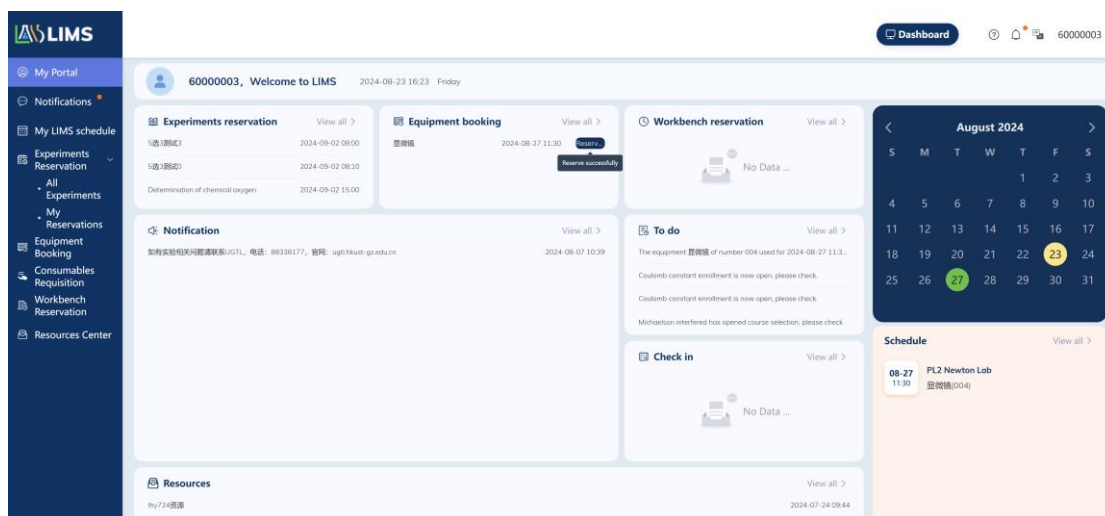 LIMS
Dashboard
60000003
My Portal
Notifications
My LIMS schedule
Experiments
Reservation
All
Experiments
My
Reservations
Equipment
Booking
Consumables
Requisition
Workbench
Reservation
Resources Center
60000003, Welcome to LIMS 2024-08-23 16:23 Friday
Experiments reservation View all >
5选3测试3 2024-09-02 08:00
5选3测试0 2024-09-02 08:10
Determination of chemical oxygen 2024-09-02 15:00
Equipment booking View all >
显微镜 2024-08-27 11:30 Reserv...
Reserve successfully
Workbench reservation View all >
No Data ...
Notification View all >
如有实验相关问题请联系UGTL, 电话: 88338177, 官网: ugtl.hkust-gz.edu.cn 2024-08-07 10:39
To do View all >
The equipment 显微镜 of number 004 used for 2024-08-27 11:3...
Coulomb constant enrollment is now open, please check.
Coulomb constant enrollment is now open, please check.
Michaelson interfered has opened course selection, please check
Check in View all >
No Data ...
Resources View all >
lhy724资源 2024-07-24 09:44
< August 2024 >
S M T W T F S
1 2 3
4 5 6 7 8 9 10
11 12 13 14 15 16 17
18 19 20 21 22 23 24
25 26 27 28 29 30 31
Schedule View all >
08-27 PL2 Newton Lab
11:30 显微镜(004)